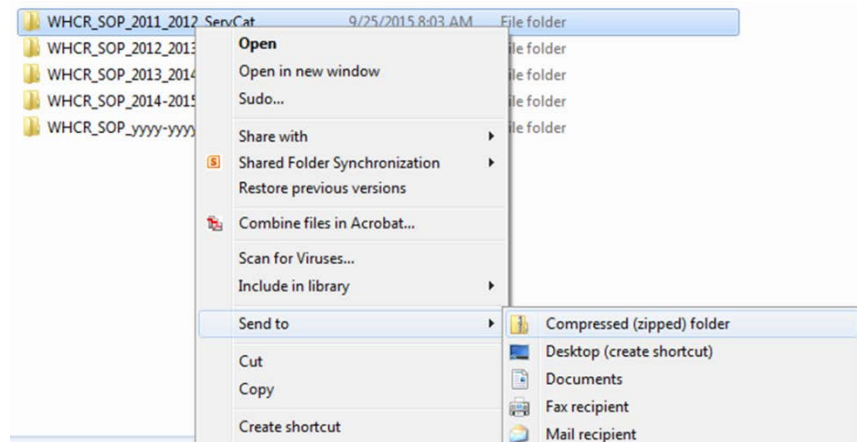 WHCR_SOP_2011_2012_ServCat 9/25/2015 8:03 AM File folder
WHCR_SOP_2012_2013 ile folder
WHCR_SOP_2013_2014 ile folder
WHCR_SOP_2014-2015 ile folder
WHCR_SOP_yyyy-yyyy ile folder
Open
Open in new window
Sudo...
Share with
Shared Folder Synchronization
Restore previous versions
Combine files in Acrobat...
Scan for Viruses...
Include in library
Send to
Cut
Copy
Create shortcut
Compressed (zipped) folder
Desktop (create shortcut)
Documents
Fax recipient
Mail recipient